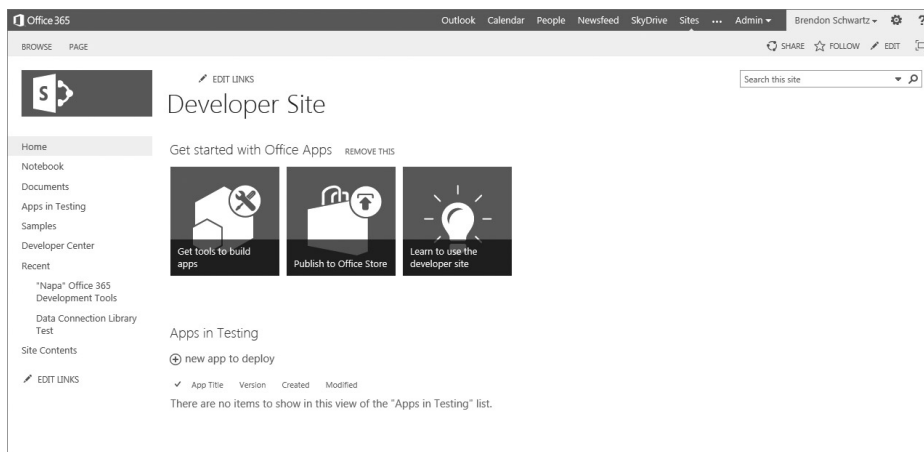 Office 365
Outlook Calendar People Newsfeed SkyDrive Sites ... Admin Brendon Schwartz ?
BROWSE PAGE
SHARE FOLLOW EDIT
EDIT LINKS
Search this site
S
Developer Site
Home
Notebook
Documents
Apps in Testing
Samples
Developer Center
Recent
"Napa" Office 365
Development Tools
Data Connection Library
Test
Site Contents
EDIT LINKS
Get started with Office Apps REMOVE THIS
Get tools to build
apps
Publish to Office Store
Learn to use the
developer site
Apps in Testing
new app to deploy
App Title Version Created Modified
There are no items to show in this view of the "Apps in Testing" list.